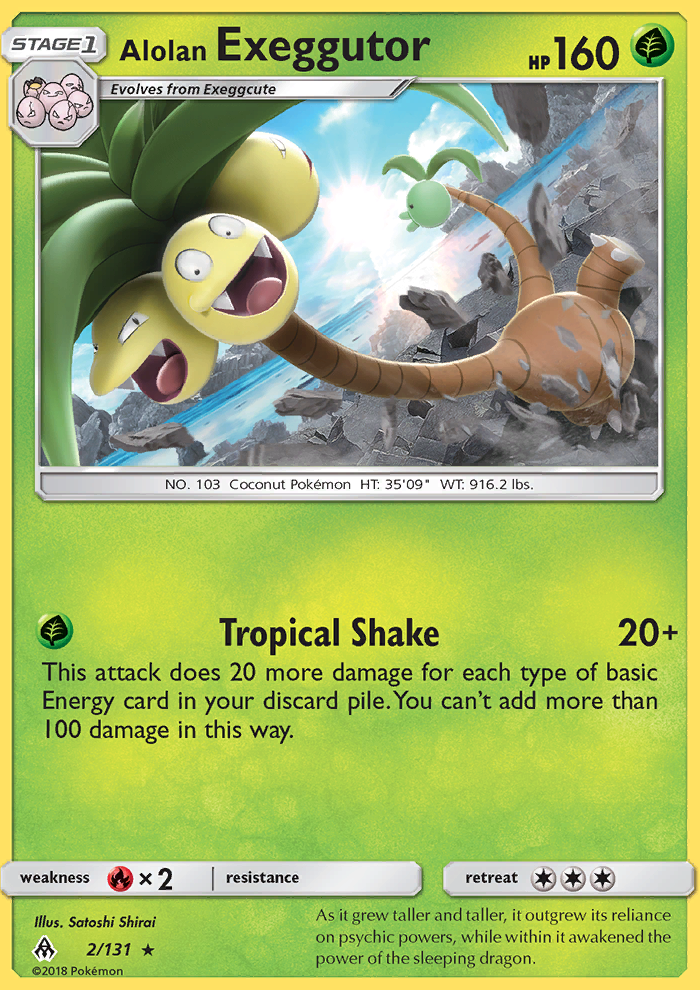 STAGE 1
Alolan Exeggutor
HP 160
Evolves from Exeggcute
NO. 103 Coconut Pokémon HT: 35'09" WT: 916.2 lbs.
Tropical Shake 20+
This attack does 20 more damage for each type of basic
Energy card in your discard pile. You can't add more than
100 damage in this way.
weakness × 2 resistance retreat
Illus. Satoshi Shirai
2/131
©2018 Pokémon
As it grew taller and taller, it outgrew its reliance
on psychic powers, while within it awakened the
power of the sleeping dragon.